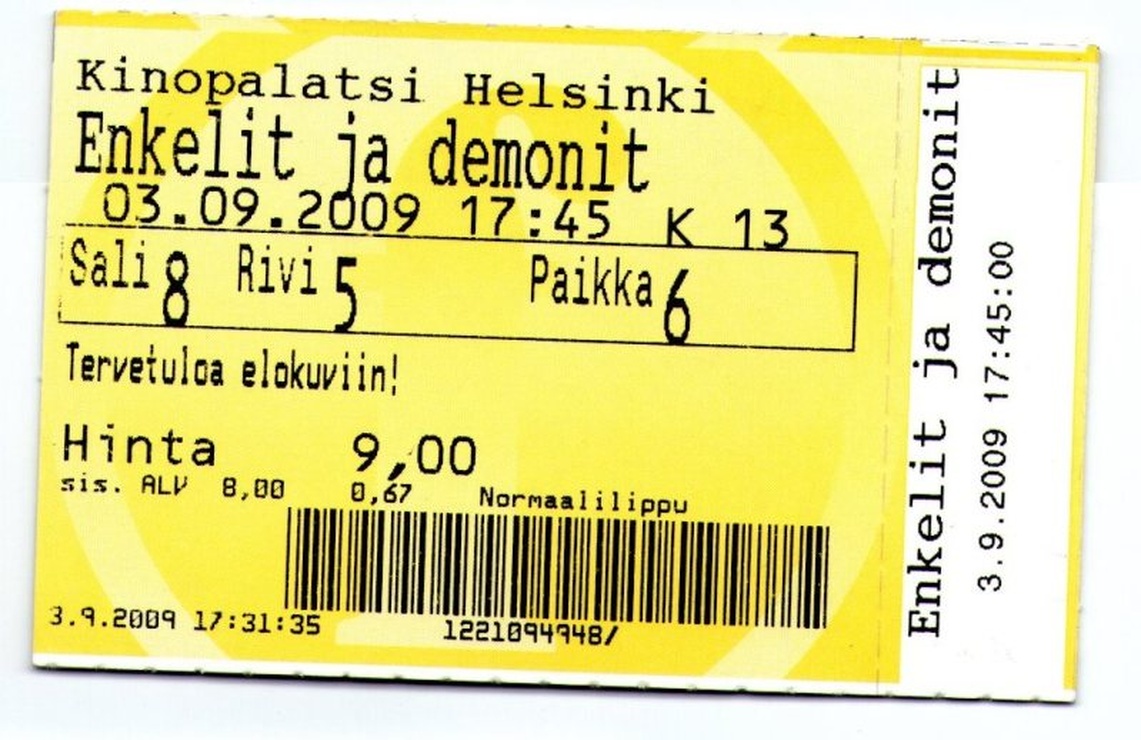 Kinopalatsi Helsinki
Enkelit ja demonit
03.09.2009 17:45 K 13
Sali 8 Rivi 5 Paikka 6
Tervetuloa elokuviin!
Hinta 9,00
sis. ALV 8,00 0,67 Normaalilippu
3.9.2009 17:31:35 1221094948/
Enkelit ja demonit
3.9.2009 17:45:00